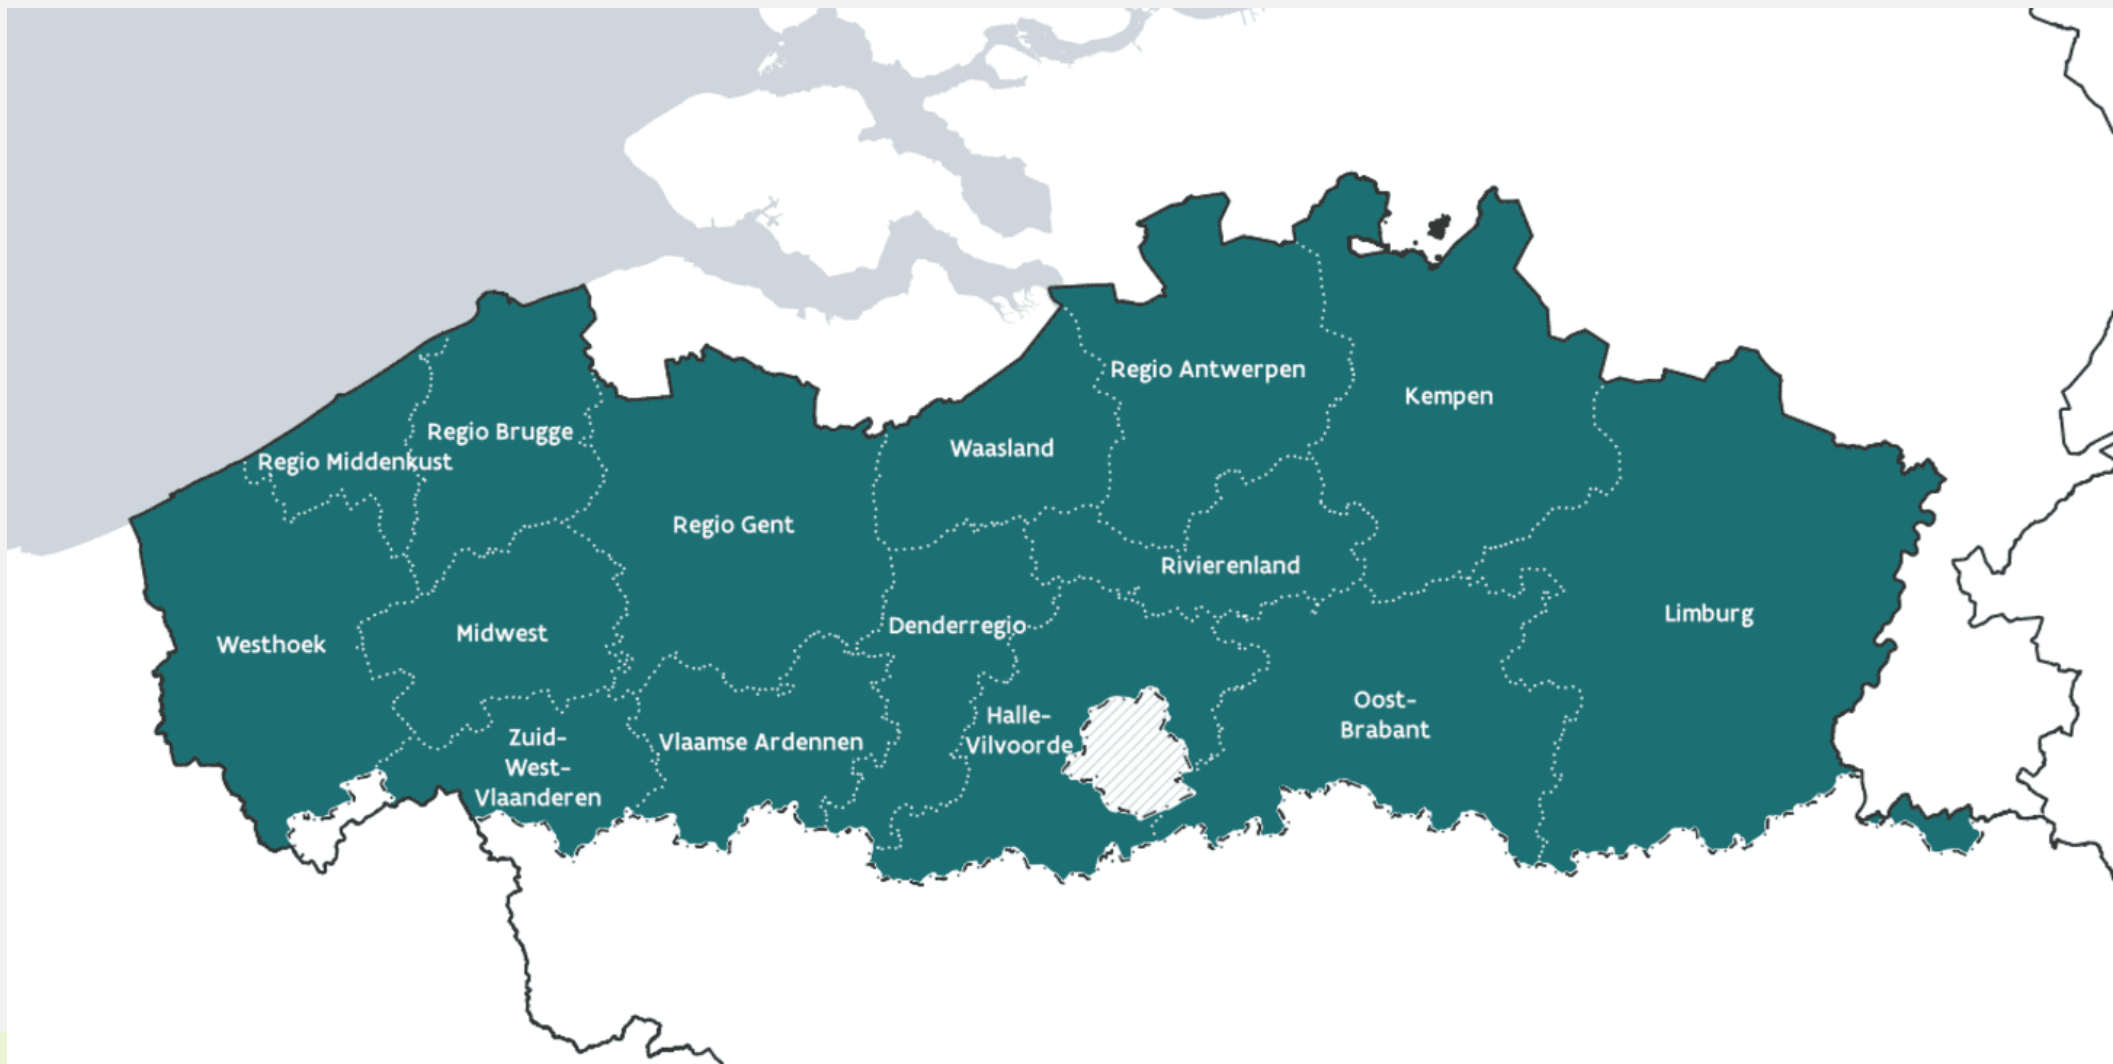 Regio Antwerpen
Kempen
Regio Brugge
Waasland
Regio Middenkust
Regio Gent
Rivierenland
Limburg
Denderregio
Midwest
Westhoek
Oost-
Brabant
Halle-
Vilvoorde
Zuid-
West-
Vlaanderen
Vlaamse Ardennen